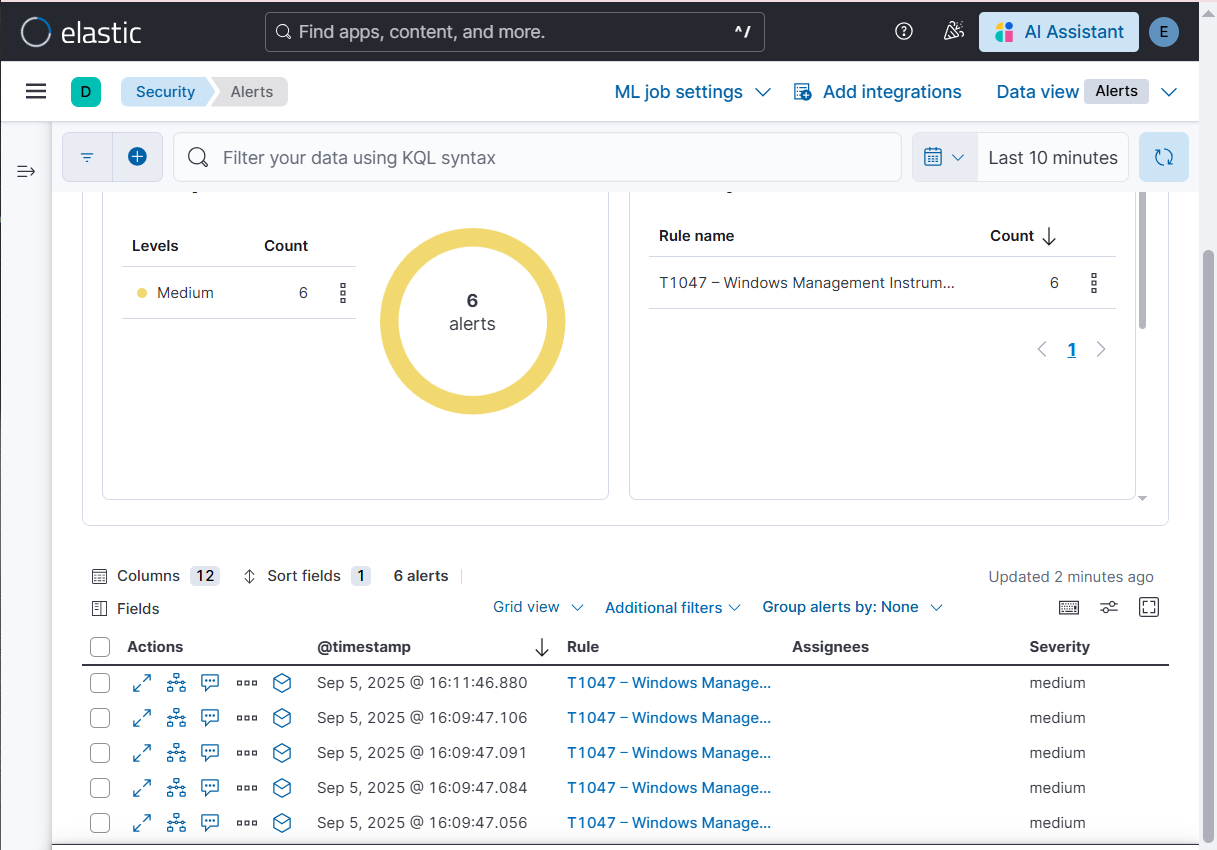 elastic
Find apps, content, and more.
^/
AI Assistant
E
D
Security
Alerts
ML job settings
Add integrations
Data view
Alerts
Filter your data using KQL syntax
Last 10 minutes
Levels Count
Medium 6
6
alerts
Rule name Count
T1047 – Windows Management Instrum... 6
1
Columns 12 Sort fields 1 6 alerts
Updated 2 minutes ago
Fields
Grid view Additional filters Group alerts by: None
Actions @timestamp Rule Assignees Severity
Sep 5, 2025 @ 16:11:46.880 T1047 – Windows Manage... medium
Sep 5, 2025 @ 16:09:47.106 T1047 – Windows Manage... medium
Sep 5, 2025 @ 16:09:47.091 T1047 – Windows Manage... medium
Sep 5, 2025 @ 16:09:47.084 T1047 – Windows Manage... medium
Sep 5, 2025 @ 16:09:47.056 T1047 – Windows Manage... medium